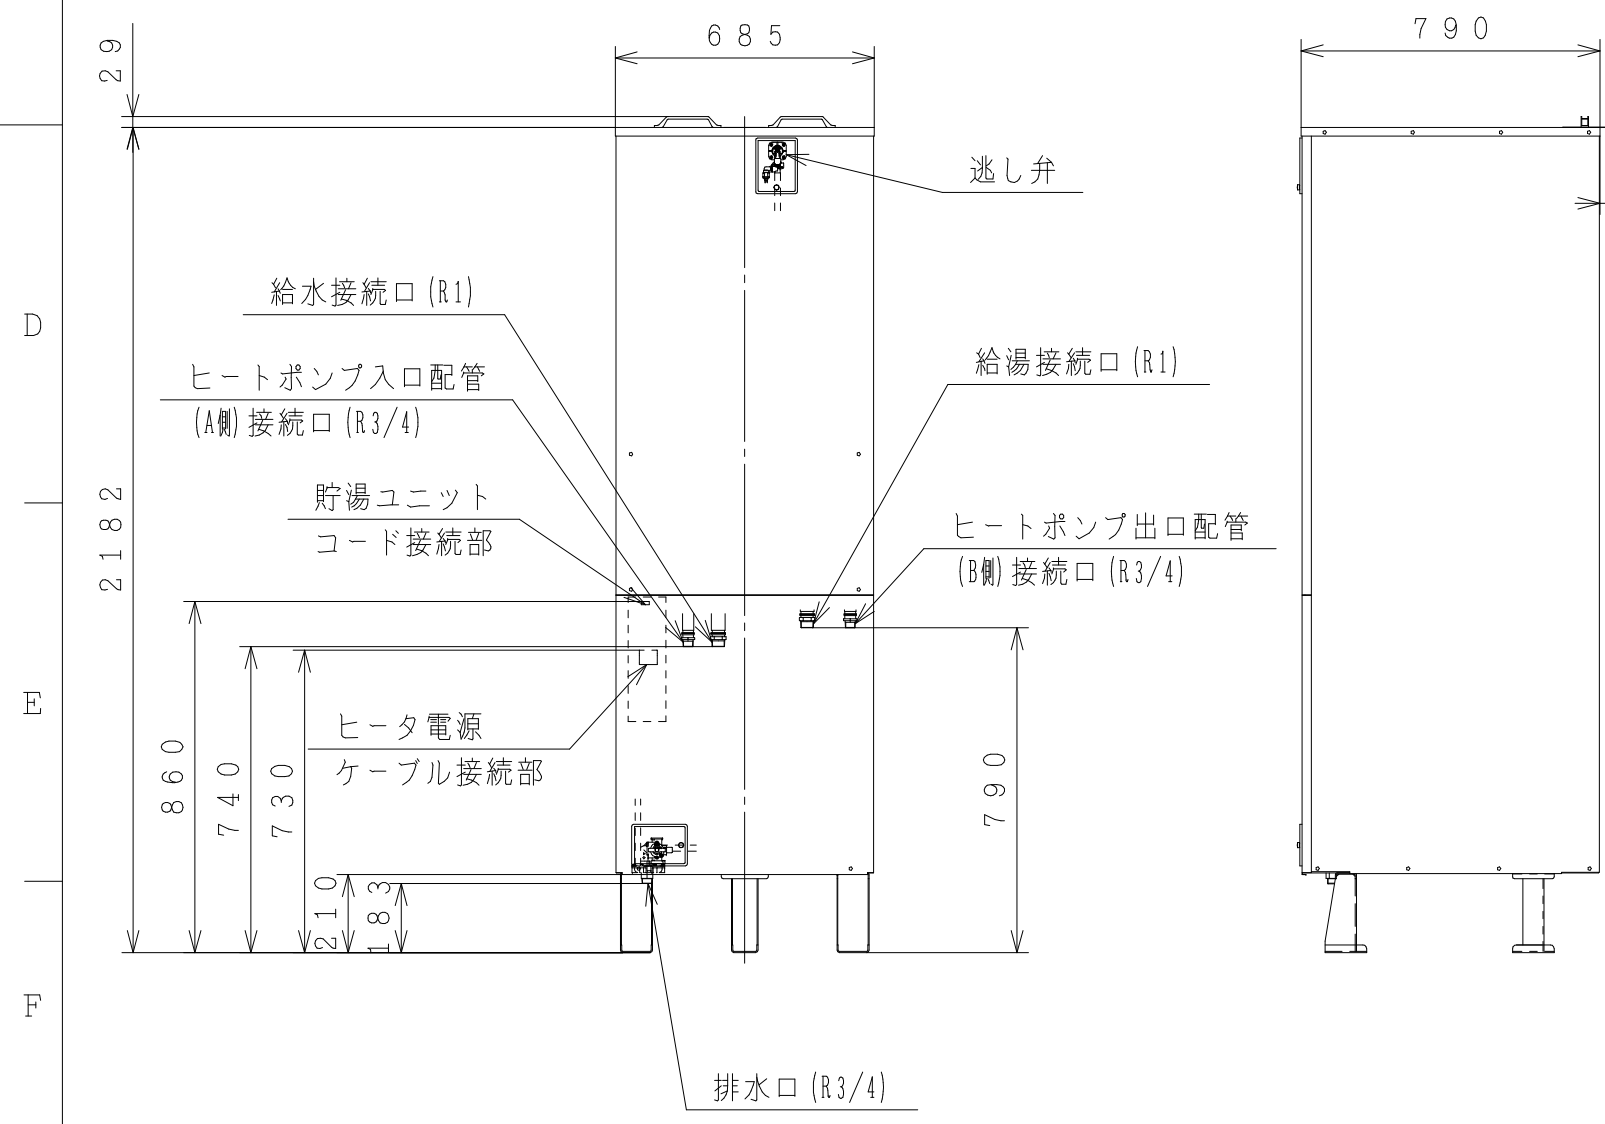 29
685
790
逃し弁
給水接続口(R1)
ヒートポンプ入口配管
(A側)接続口(R3/4)
給湯接続口(R1)
D
貯湯ユニット
コード接続部
2182
ヒートポンプ出口配管
(B側)接続口(R3/4)
E
ヒータ電源
ケーブル接続部
860
740
730
790
210
183
F
排水口(R3/4)